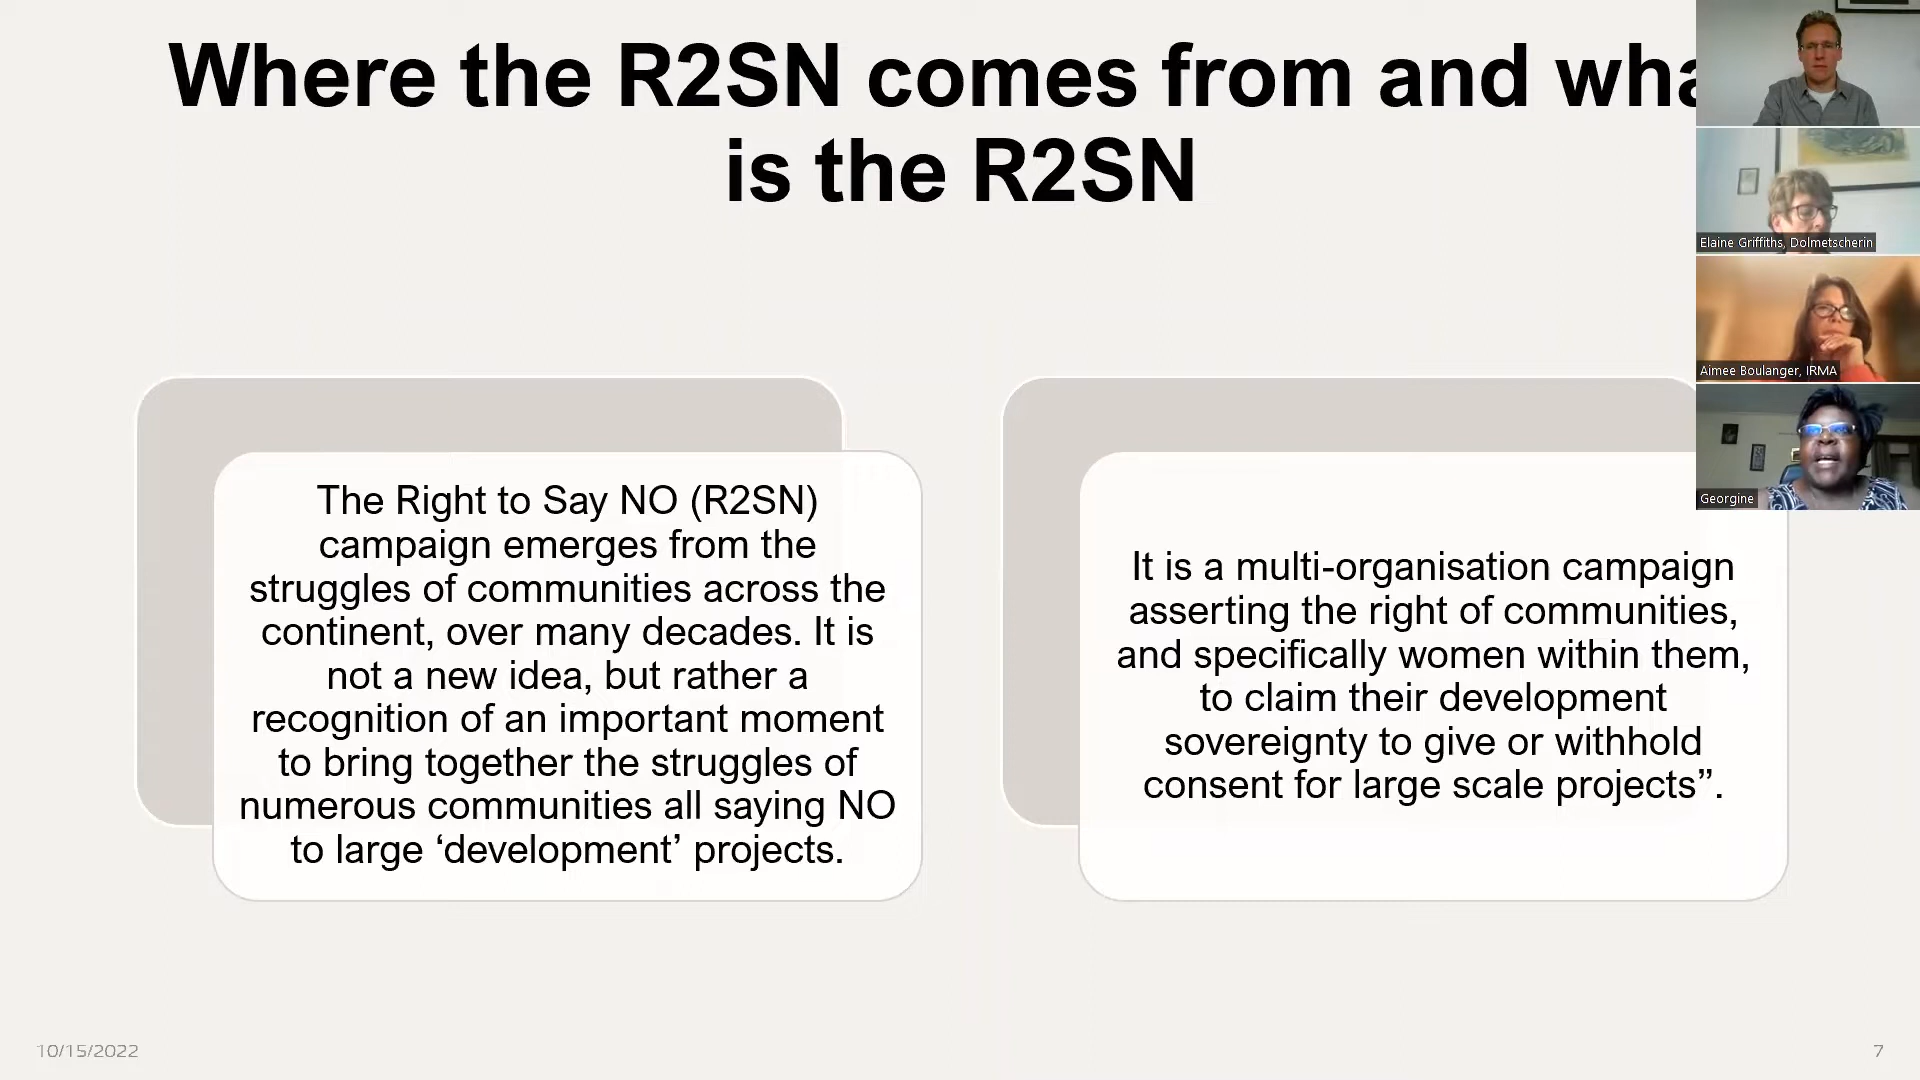 Where the R2SN comes from and wha
is the R2SN
The Right to Say NO (R2SN)
campaign emerges from the
struggles of communities across the
continent, over many decades. It is
not a new idea, but rather a
recognition of an important moment
to bring together the struggles of
numerous communities all saying NO
to large ‘development’ projects.
It is a multi-organisation campaign
asserting the right of communities,
and specifically women within them,
to claim their development
sovereignty to give or withhold
consent for large scale projects”.
Elaine Griffiths, Dolmetscherin
Aimee Boulanger, IRMA
Georgine
10/15/2022
7